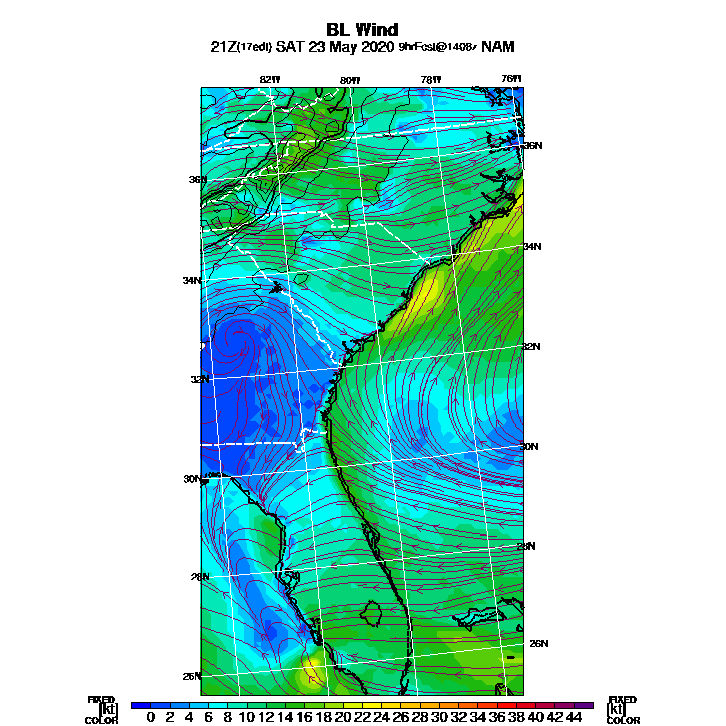 BL Wind
21Z(17edt) SAT 23 May 2020 9hrFcst@1408z NAM
82W 80W 78W 76W
36N
36N
34N
34N
32N
32N
30N
30N
28N
28N
26N
26N
FIXED FIXED
[kt] 0 2 4 6 8 10 12 14 16 18 20 22 24 26 28 30 32 34 36 38 40 42 44 [kt]
COLOR COLOR